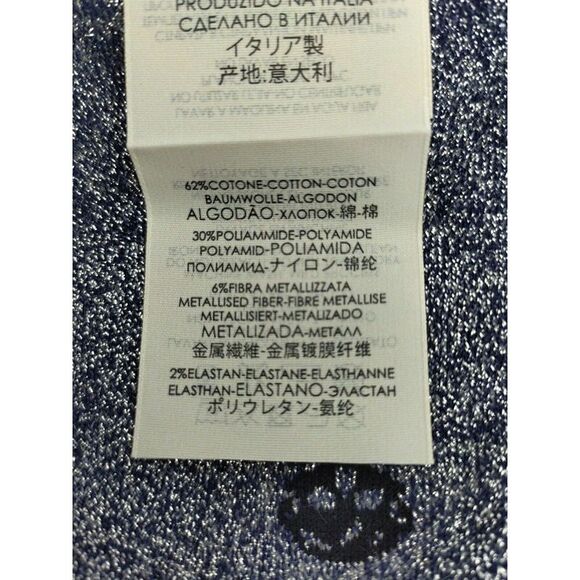 PRODUZIDO NA ITALIA
СДЕЛАНО В ИТАЛИИ
イタリア製
产地:意大利
62%COTONE-COTTON-COTON
BAUMWOLLE-ALGODON
ALGODÃO-ХЛОПОК-綿-棉
30%POLIAMMIDE-POLYAMIDE
POLYAMID-POLIAMIDA
ПОЛИАМИД-ナイロン-锦纶
6%FIBRA METALLIZZATA
METALLISED FIBER-FIBRE METALLISE
METALLISIERT-METALIZADO
METALIZADA-МЕТАЛЛ
金属繊維-金属镀膜纤维
2%ELASTAN-ELASTANE-ELASTHANNE
ELASTHAN-ELASTANO-ЭЛАСТАН
ポリウレタン-氨纶